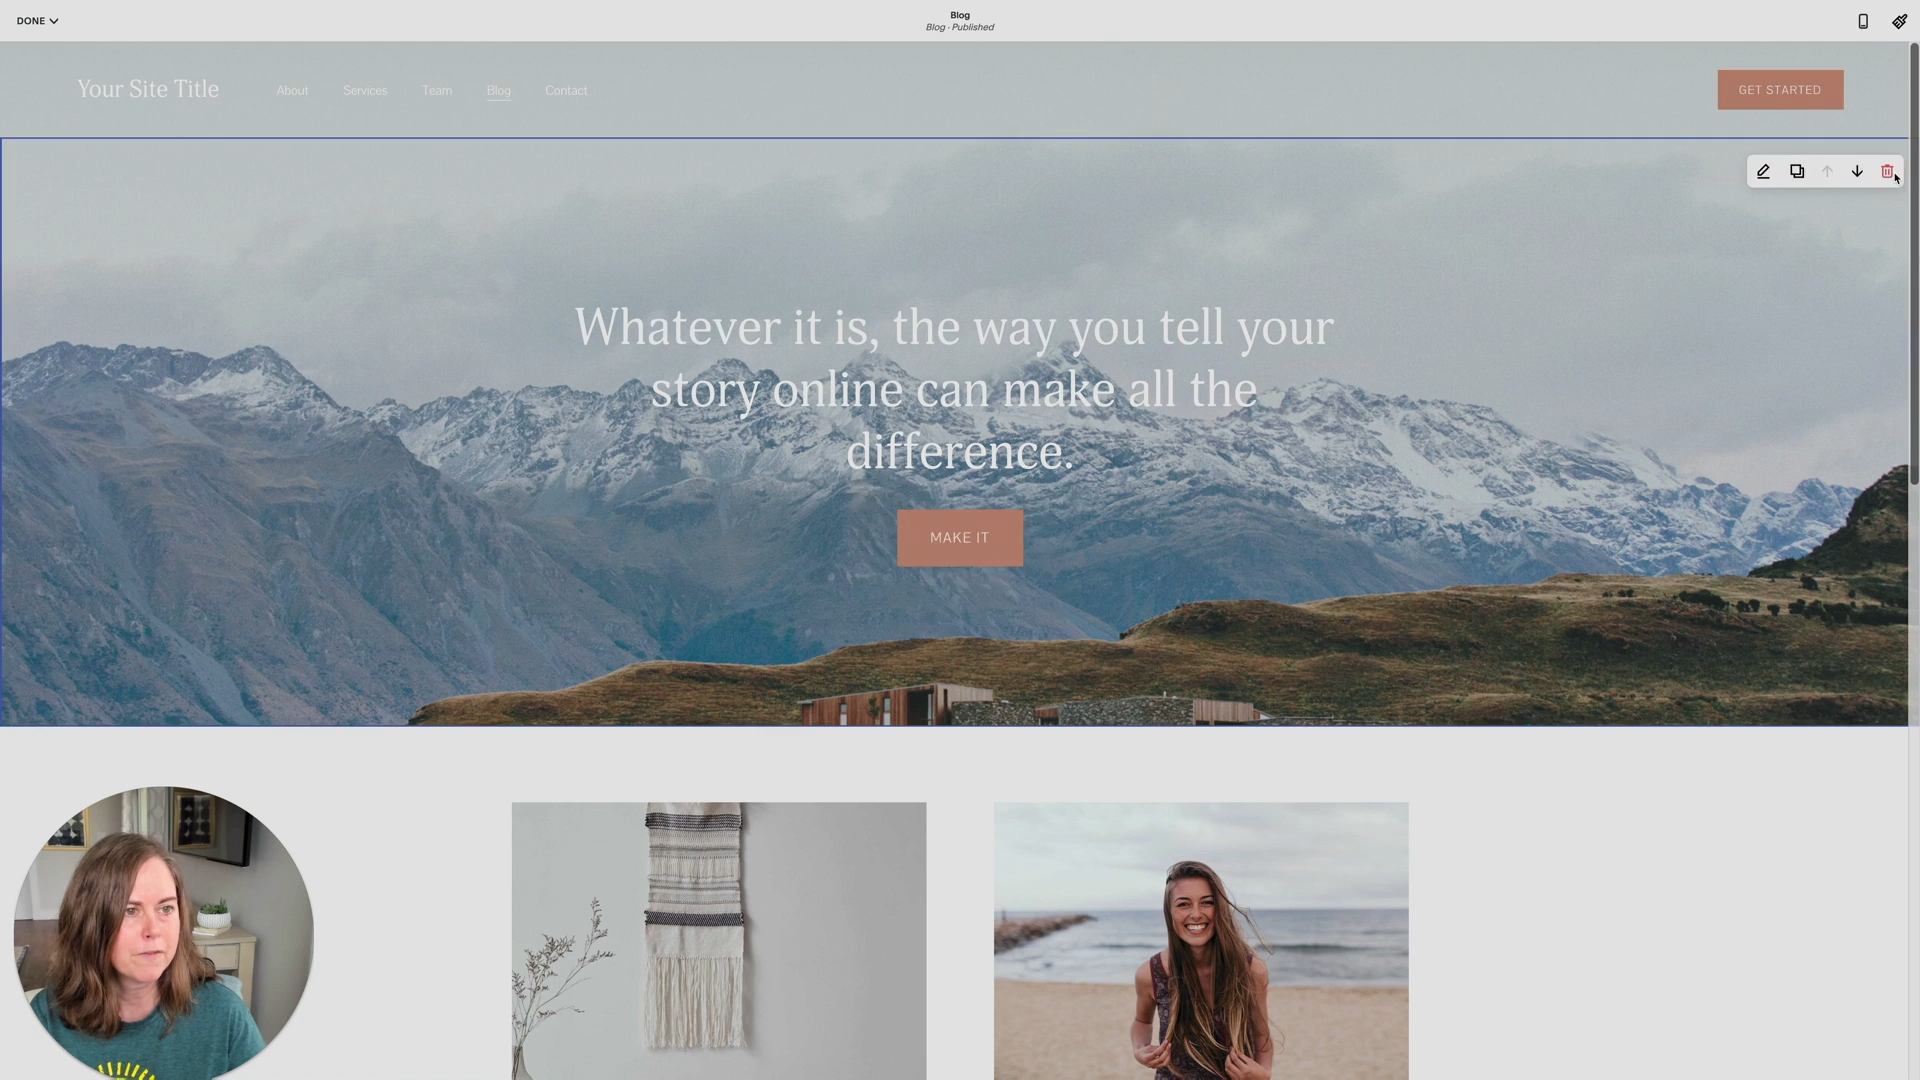 DONE
Blog
Blog · Published
Your Site Title
About
Services
Team
Blog
Contact
GET STARTED
Whatever it is, the way you tell your
story online can make all the
difference.
MAKE IT